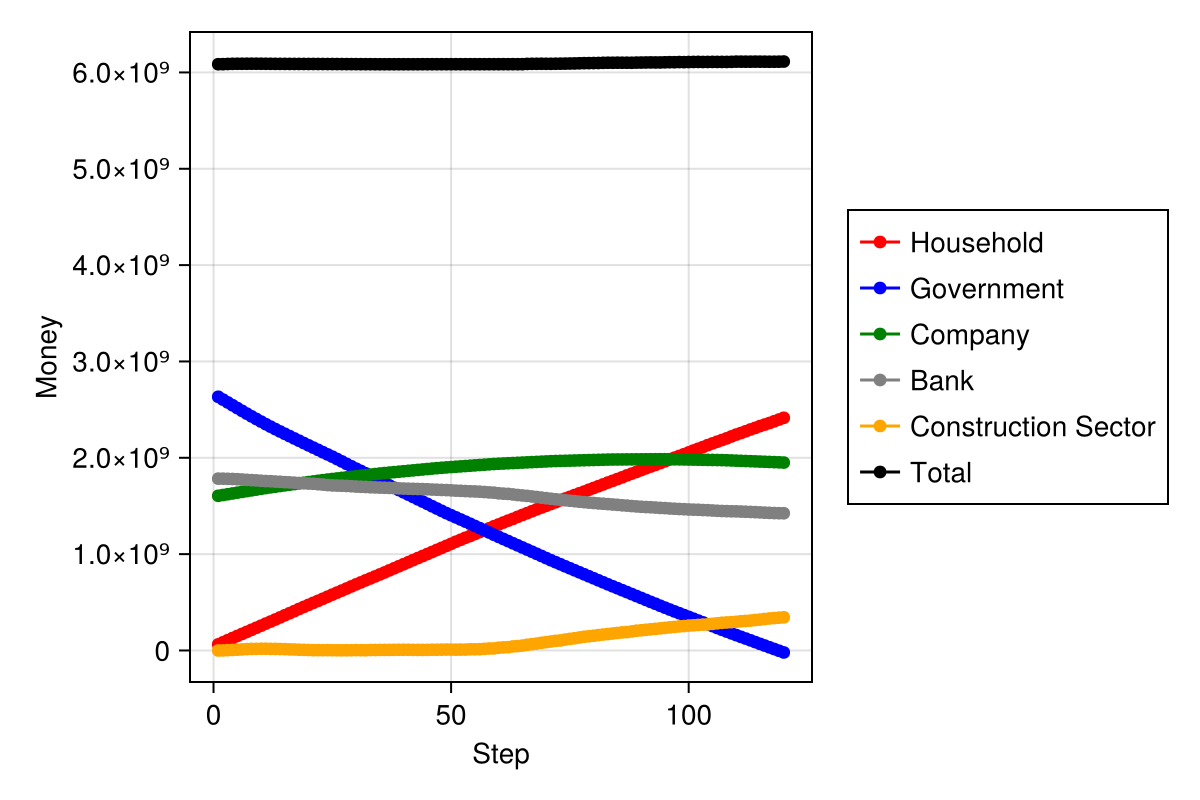 6.0×10⁹
5.0×10⁹
4.0×10⁹
3.0×10⁹
2.0×10⁹
1.0×10⁹
0
Money
0 50 100
Step
Household
Government
Company
Bank
Construction Sector
Total